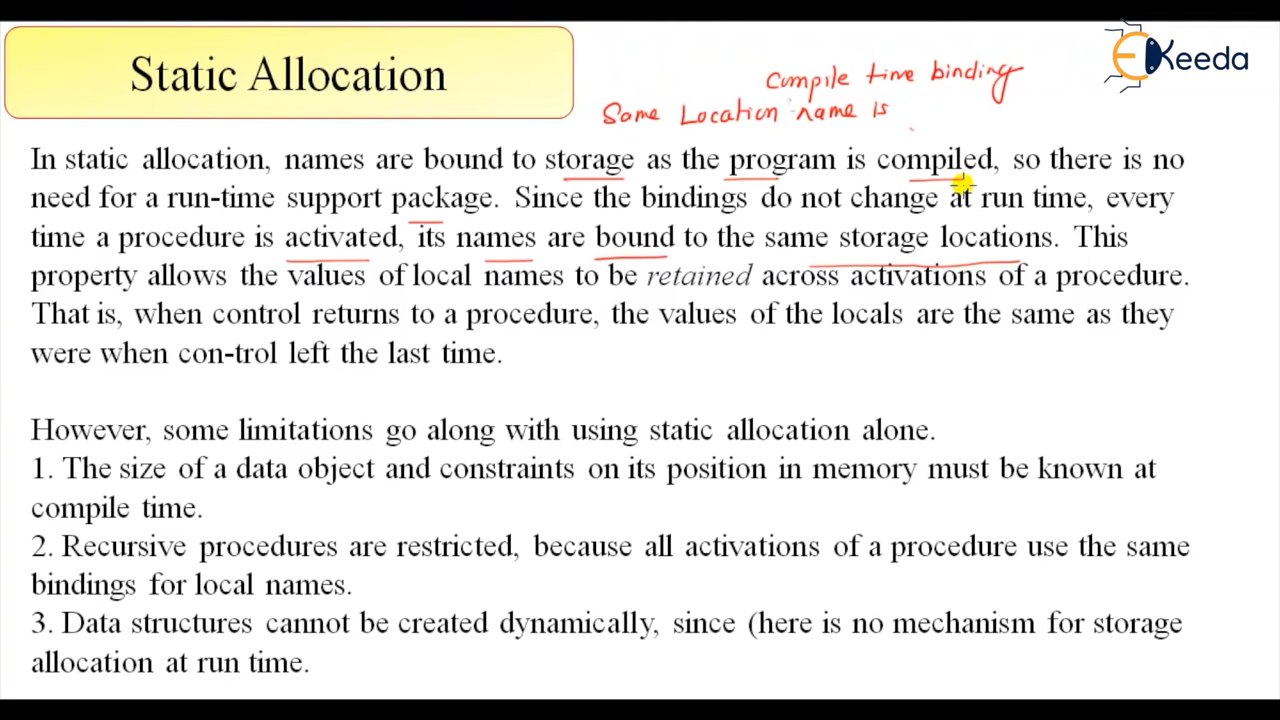 Static Allocation
EKeeda
Compile time binding
Same Location name is
In static allocation, names are bound to storage as the program is compiled, so there is no
need for a run-time support package. Since the bindings do not change at run time, every
time a procedure is activated, its names are bound to the same storage locations. This
property allows the values of local names to be retained across activations of a procedure.
That is, when control returns to a procedure, the values of the locals are the same as they
were when con-trol left the last time.
However, some limitations go along with using static allocation alone.
1. The size of a data object and constraints on its position in memory must be known at
compile time.
2. Recursive procedures are restricted, because all activations of a procedure use the same
bindings for local names.
3. Data structures cannot be created dynamically, since (here is no mechanism for storage
allocation at run time.